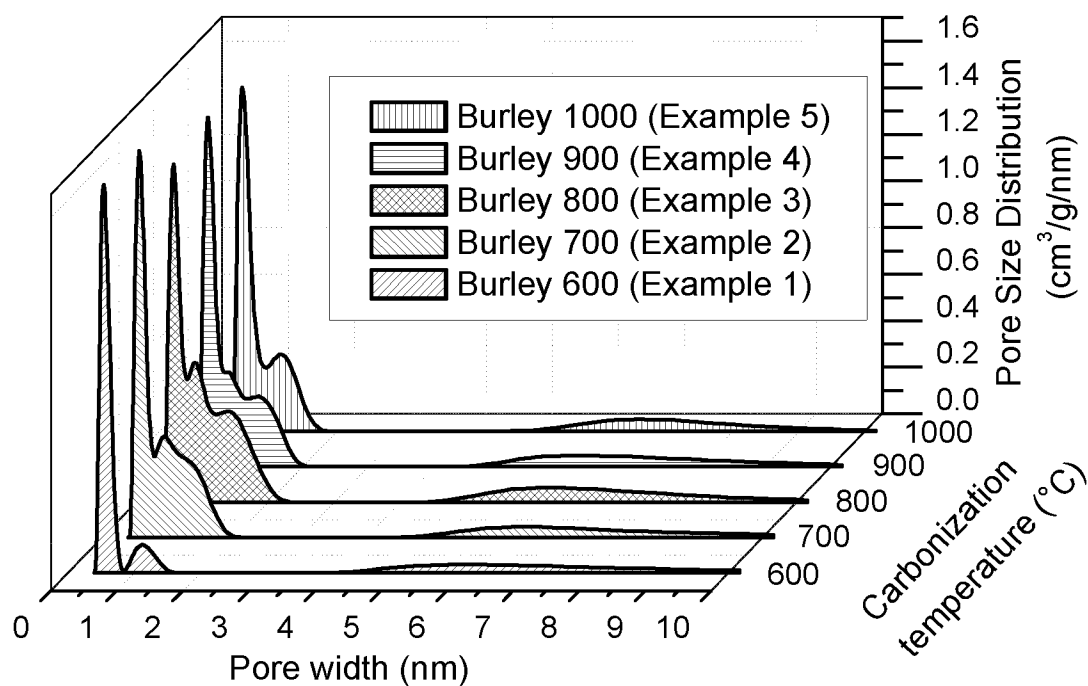 1.6
1.4
1.2
1.0
0.8
0.6
0.4
0.2
0.0
Pore Size Distribution
(cm³/g/nm)
Burley 1000 (Example 5)
Burley 900 (Example 4)
Burley 800 (Example 3)
Burley 700 (Example 2)
Burley 600 (Example 1)
1000
900
800
700
600
Carbonization
temperature (°C)
0 1 2 3 4 5 6 7 8 9 10
Pore width (nm)